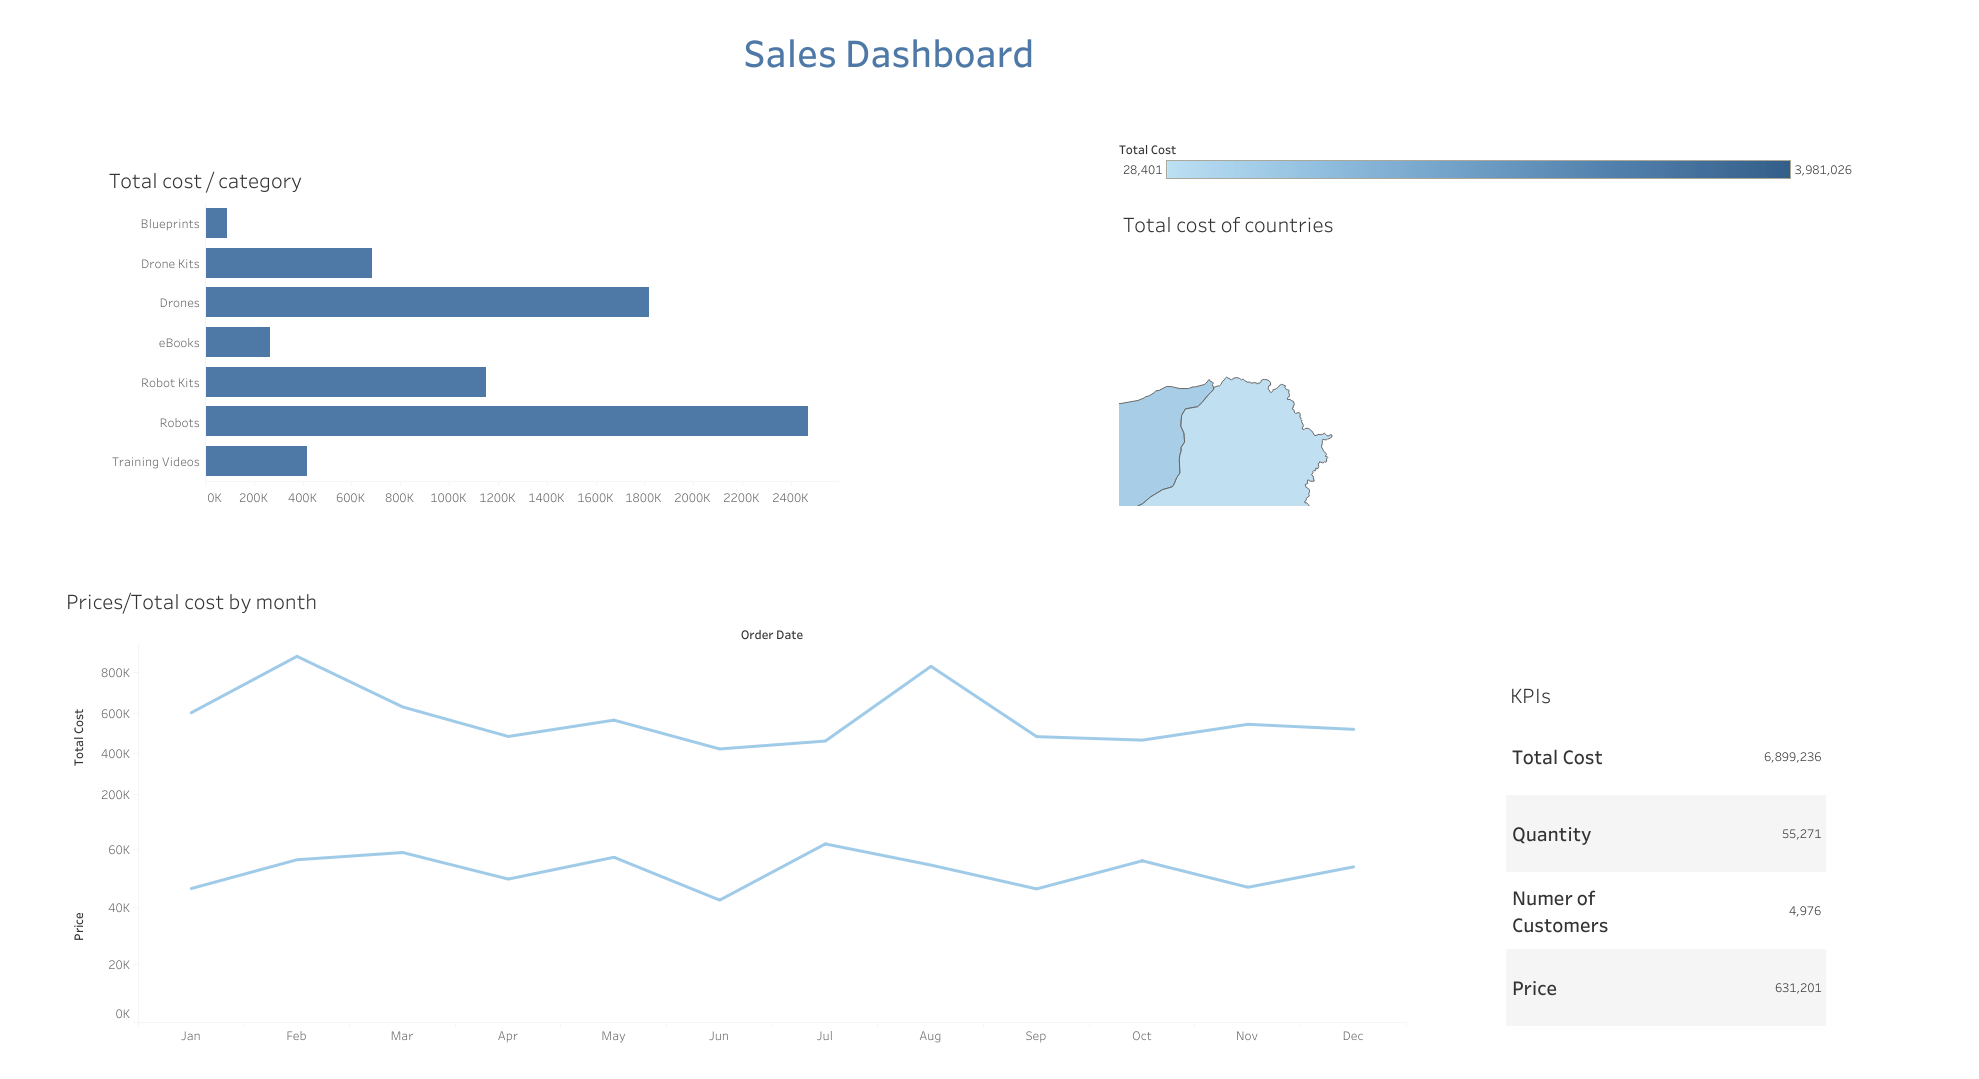 Sales Dashboard
Total cost / category
Blueprints
Drone Kits
Drones
eBooks
Robot Kits
Robots
Training Videos
0K 200K 400K 600K 800K 1000K 1200K 1400K 1600K 1800K 2000K 2200K 2400K
Total Cost
28,401 3,981,026
Total cost of countries
Prices/Total cost by month
Order Date
Total Cost
800K
600K
400K
200K
Price
60K
40K
20K
0K
Jan Feb Mar Apr May Jun Jul Aug Sep Oct Nov Dec
KPIs
Total Cost 6,899,236
Quantity 55,271
Numer of
Customers 4,976
Price 631,201